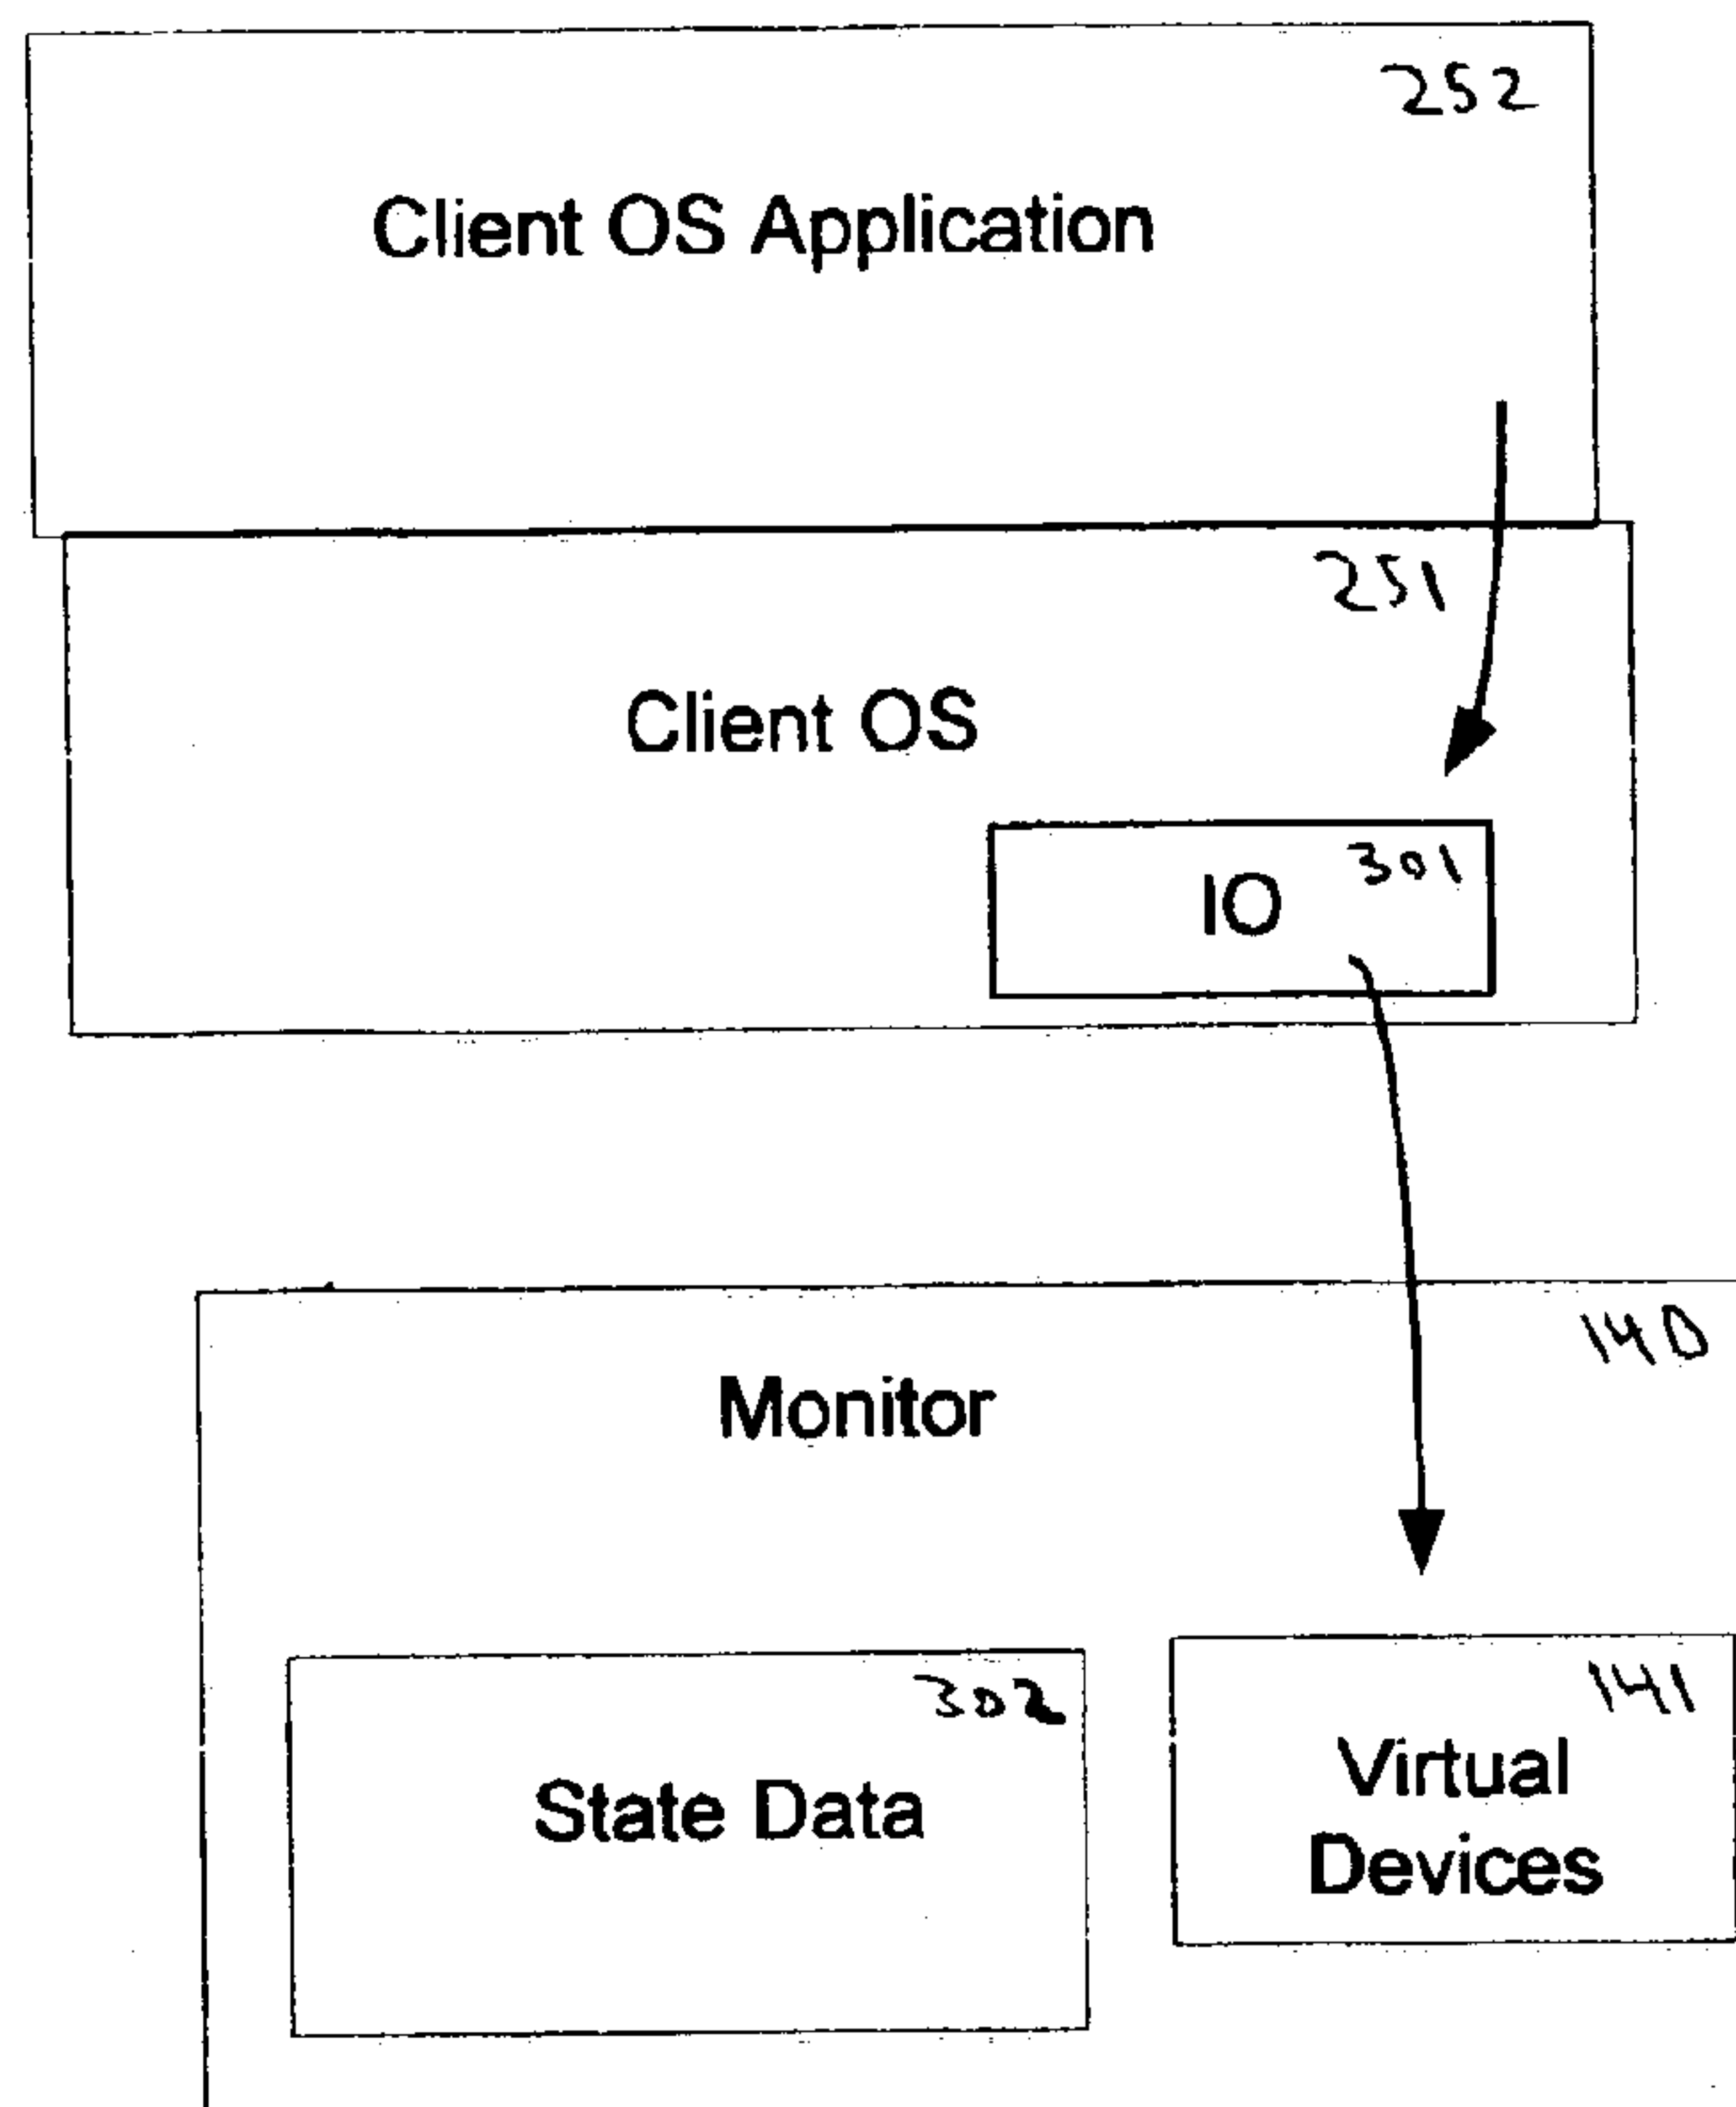 252
Client OS Application
251
Client OS
301
IO
140
Monitor
302
State Data
141
Virtual
Devices